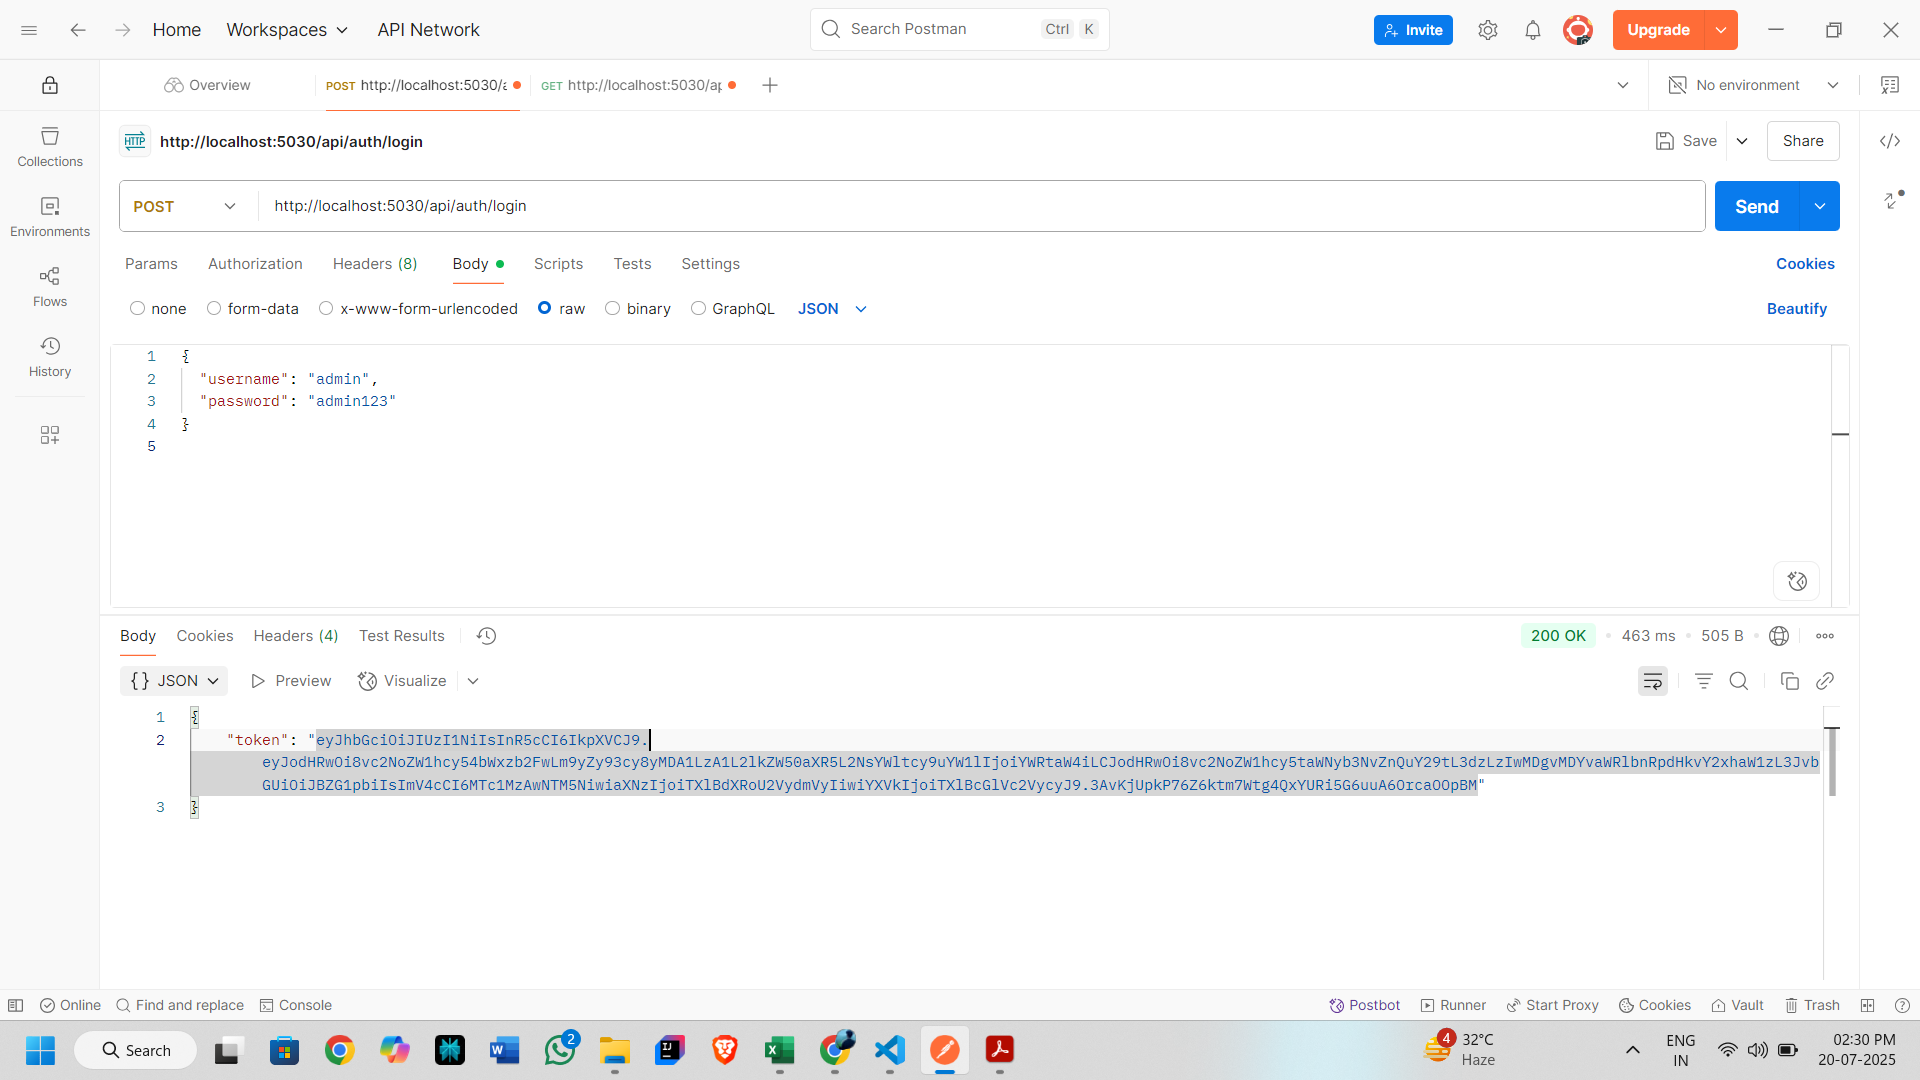 Home
Workspaces
API Network
Search Postman
Ctrl K
Invite
Upgrade
Overview
POST http://localhost:5030/a
GET http://localhost:5030/ap
No environment
Collections
Environments
Flows
History
HTTP
http://localhost:5030/api/auth/login
Save
Share
POST
http://localhost:5030/api/auth/login
Send
Params
Authorization
Headers (8)
Body
Scripts
Tests
Settings
Cookies
none
form-data
x-www-form-urlencoded
raw
binary
GraphQL
JSON
Beautify
1 {
2 "username": "admin",
3 "password": "admin123"
4 }
5
Body
Cookies
Headers (4)
Test Results
200 OK
463 ms
505 B
{} JSON
Preview
Visualize
1 {
2 "token": "eyJhbGciOiJIUzI1NiIsInR5cCI6IkpXVCJ9.
eyJodHRwOi8vc2NoZW1hcy54bWxzb2FwLm9yZy93cy8yMDA1LzA1L2lkZW50aXR5L2NsYWltcy9uYW1lIjoiYWRtaW4iLCJodHRwOi8vc2NoZW1hcy5taWNyb3NvZnQuY29tL3dzLzIwMDgvMDYvaWRlbnRpdHkvY2xhaW1zL3Jvb
GUiOiJBZG1pbiIsImV4cCI6MTc1MzAwNTM5NiwiaXNzIjoiTXlBdXRoU2VydmVyIiwiYXVkIjoiTXlBcGlVc2VycyJ9.3AvKjUpkP76Z6ktm7Wtg4QxYURi5G6uuA6OrcaOOpBM"
3 }
Online
Find and replace
Console
Postbot
Runner
Start Proxy
Cookies
Vault
Trash
Search
2
4
32°C
Haze
ENG
IN
02:30 PM
20-07-2025